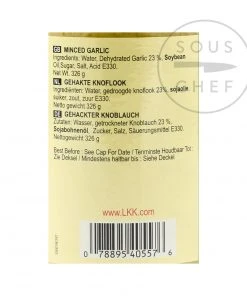 SOUS
CHEF
GB MINCED GARLIC
Ingredients: Water, Dehydrated Garlic 23 %, Soybean
Oil, Sugar, Salt, Acid E330.
Net Wt. 326 g
NL GEHAKTE KNOFLOOK
Ingrediënten: Water, gedroogde knoflook 23 %, sojaolie
suiker, zout, zuur E330.
Netto gewicht 326 g
D GEHACKTER KNOBLAUCH
Zutaten: Wasser, getrockneter Knoblauch 23 %,
Sojabohnenöl, Zucker, Salz, Säuerungsmittel E330.
Nettogewicht 326g
Best Before : See Cap For Date / Tenminste Houdbaar Tot:
Zie Deksel / Mindestens haltbar bis : Siehe Deckel
www.LKK.com
0 78895 40557 6